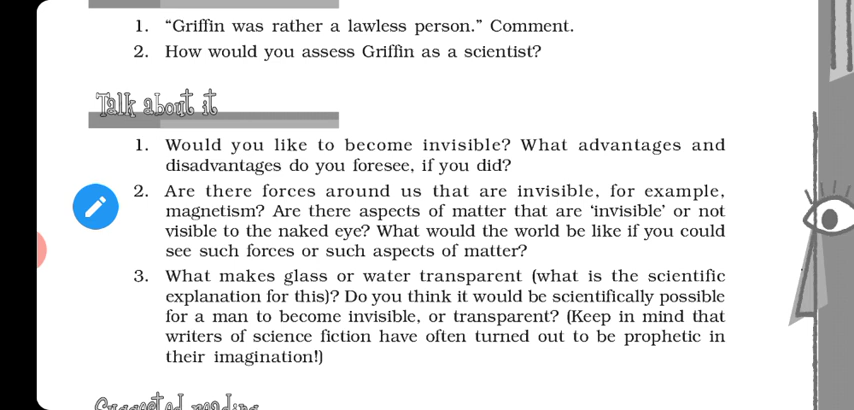 1. “Griffin was rather a lawless person.” Comment.
2. How would you assess Griffin as a scientist?
Talk about it
1. Would you like to become invisible? What advantages and
disadvantages do you foresee, if you did?
2. Are there forces around us that are invisible, for example,
magnetism? Are there aspects of matter that are ‘invisible’ or not
visible to the naked eye? What would the world be like if you could
see such forces or such aspects of matter?
3. What makes glass or water transparent (what is the scientific
explanation for this)? Do you think it would be scientifically possible
for a man to become invisible, or transparent? (Keep in mind that
writers of science fiction have often turned out to be prophetic in
their imagination!)
Suggested reading